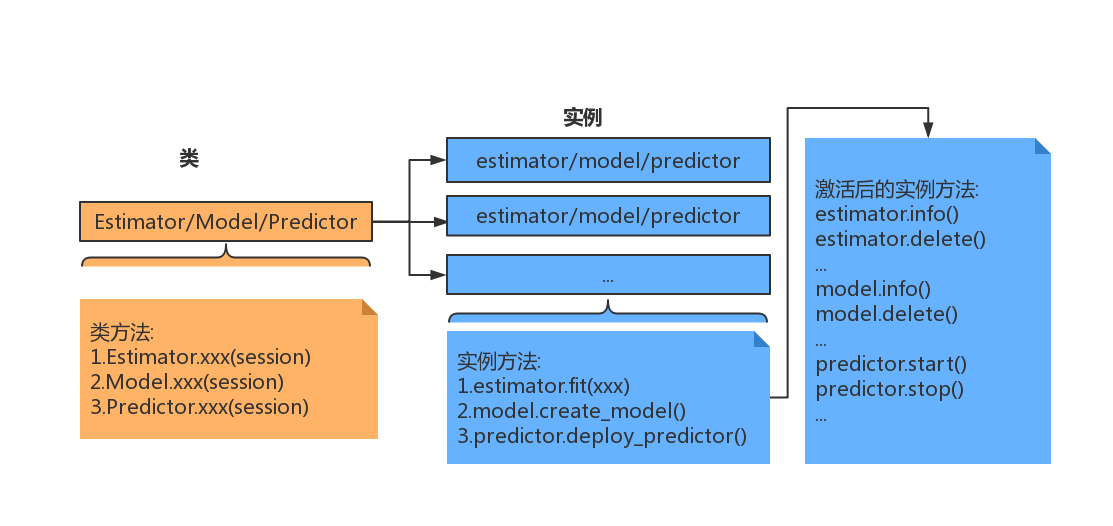 类
Estimator/Model/Predictor
类方法:
1.Estimator.xxx(session)
2.Model.xxx(session)
3.Predictor.xxx(session)
实例
estimator/model/predictor
estimator/model/predictor
...
实例方法:
1.estimator.fit(xxx)
2.model.create_model()
3.predictor.deploy_predictor()
激活后的实例方法:
estimator.info()
estimator.delete()
...
model.info()
model.delete()
...
predictor.start()
predictor.stop()
...